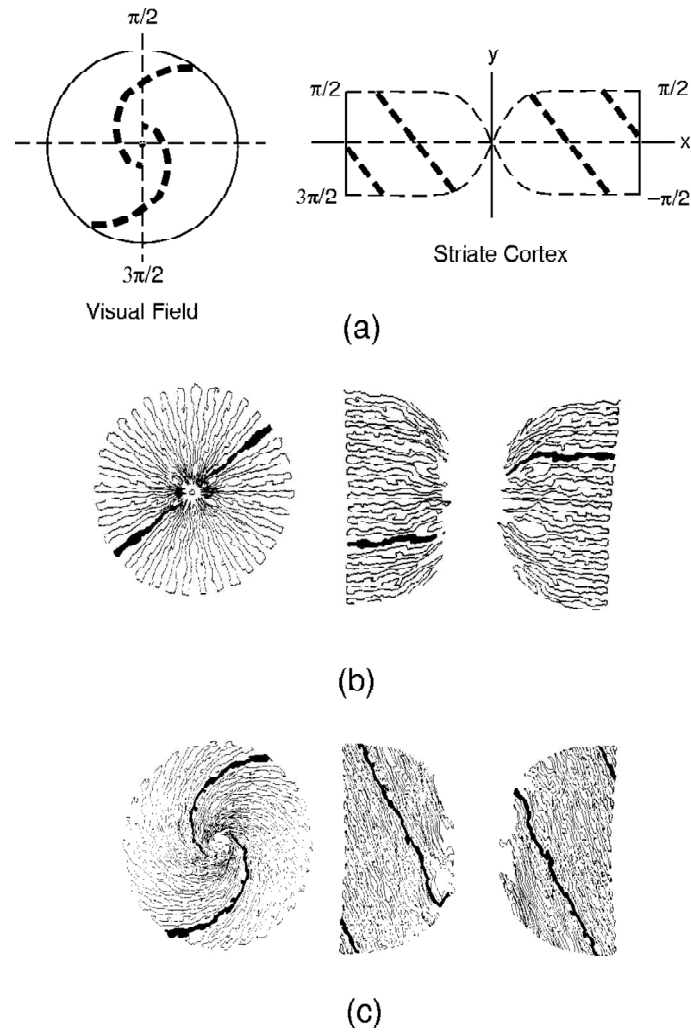 π/2
3π/2
Visual Field
y
π/2
π/2
x
3π/2
−π/2
Striate Cortex
(a)
(b)
(c)